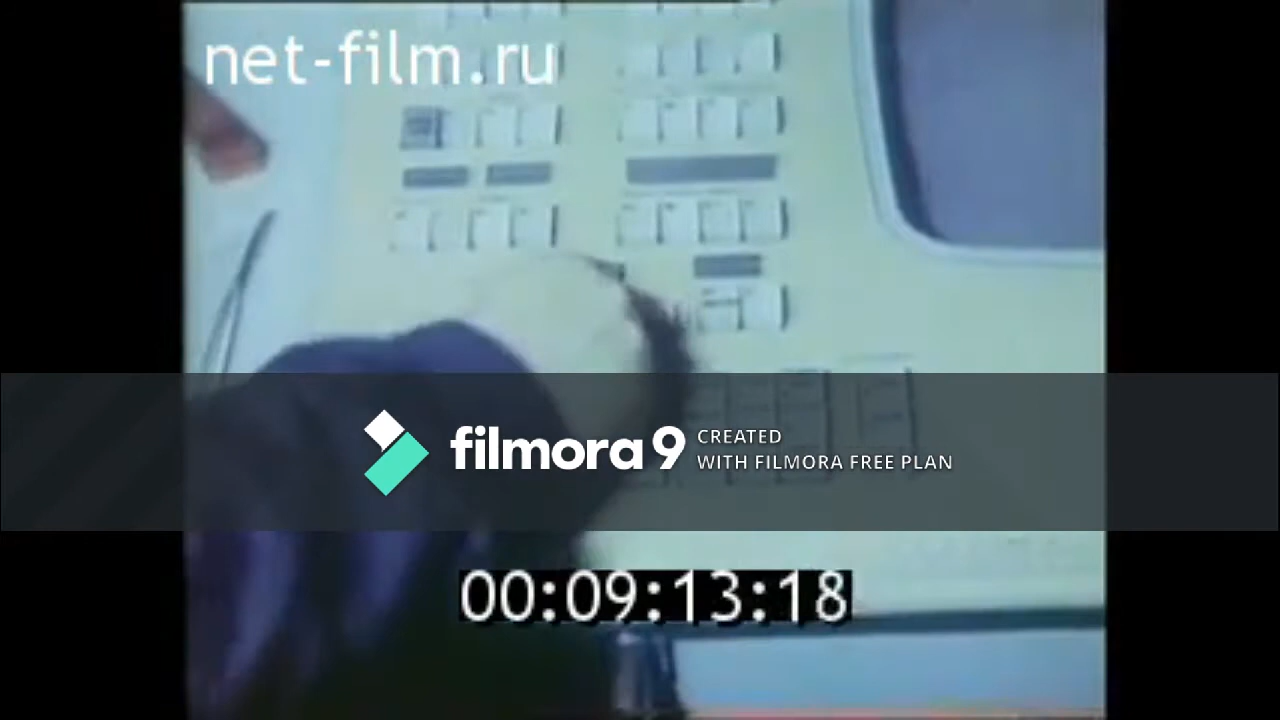 net-film.ru
filmora 9
CREATED
WITH FILMORA FREE PLAN
00:09:13:18